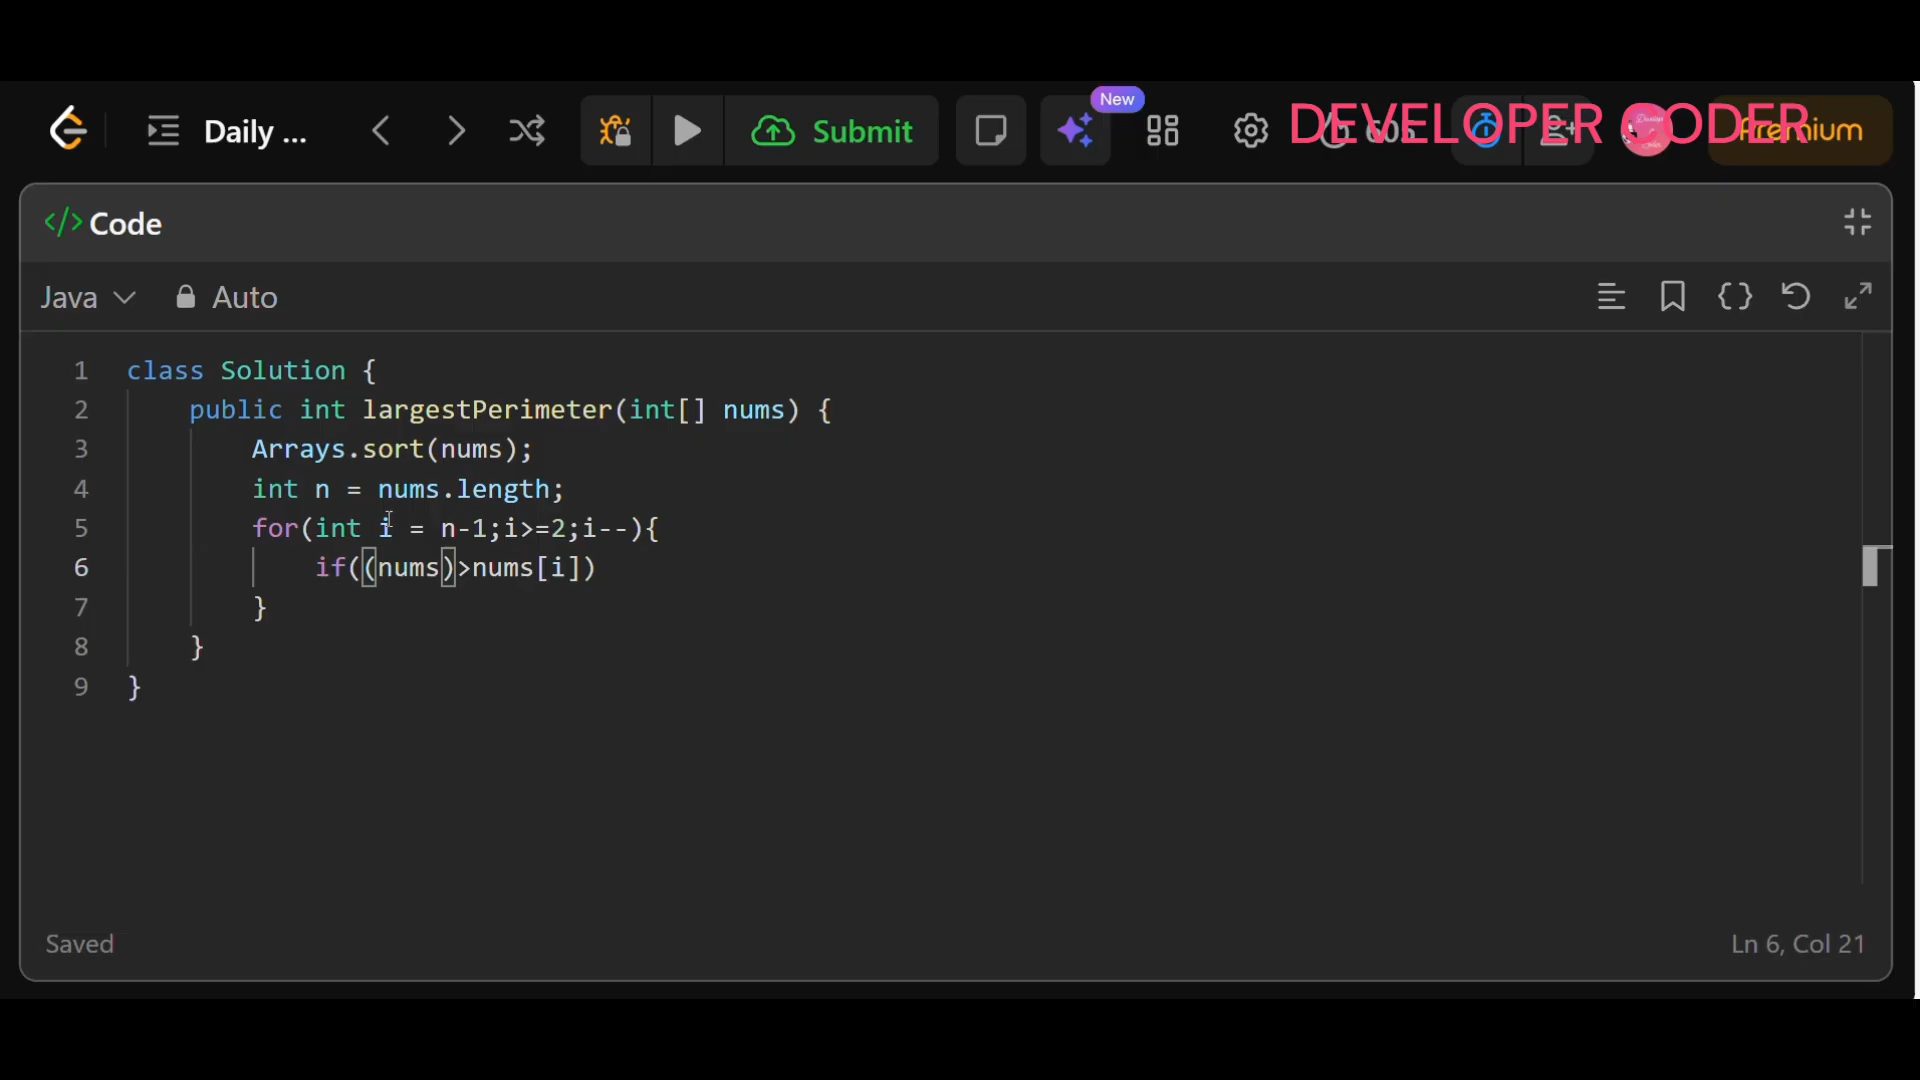 New
Daily ...
Submit
DEVELOPER CODER
Premium
</> Code
Java Auto
1 class Solution {
2 public int largestPerimeter(int[] nums) {
3 Arrays.sort(nums);
4 int n = nums.length;
5 for(int i = n-1;i>=2;i--){
6 if((nums)>nums[i])
7 }
8 }
9 }
Saved
Ln 6, Col 21